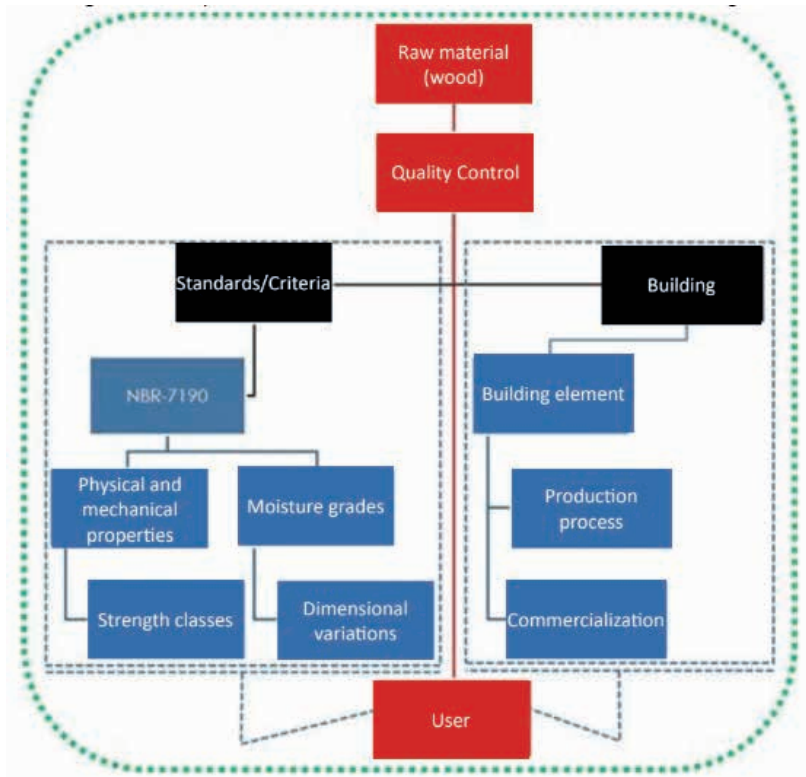 Raw material
(wood)
Quality Control
Standards/Criteria
Building
NBR-7190
Building element
Physical and
mechanical
properties
Moisture grades
Production
process
Strength classes
Dimensional
variations
Commercialization
User